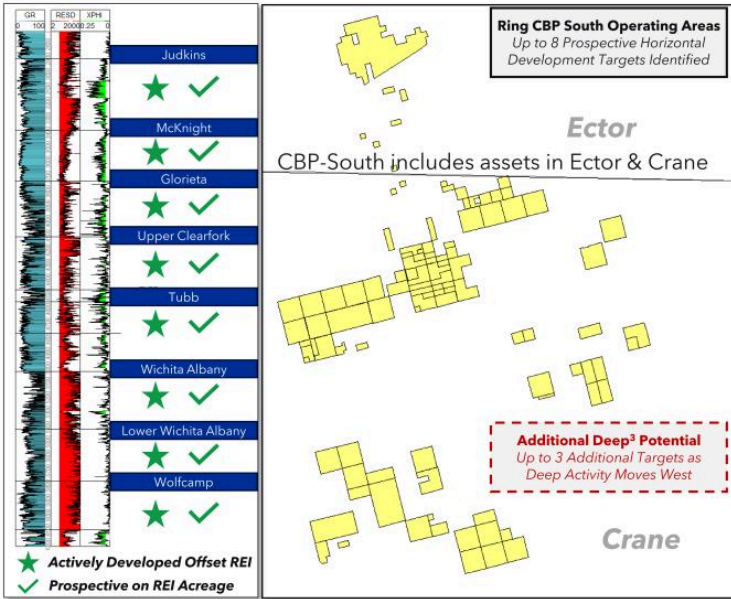 GR RESD XPHI
0 100 2 2000 0.25 0
Judkins
McKnight
Glorieta
Upper Clearfork
Tubb
Wichita Albany
Lower Wichita Albany
Wolfcamp
Actively Developed Offset REI
Prospective on REI Acreage
Ring CBP South Operating Areas
Up to 8 Prospective Horizontal
Development Targets Identified
Ector
CBP-South includes assets in Ector & Crane
Additional Deep³ Potential
Up to 3 Additional Targets as
Deep Activity Moves West
Crane